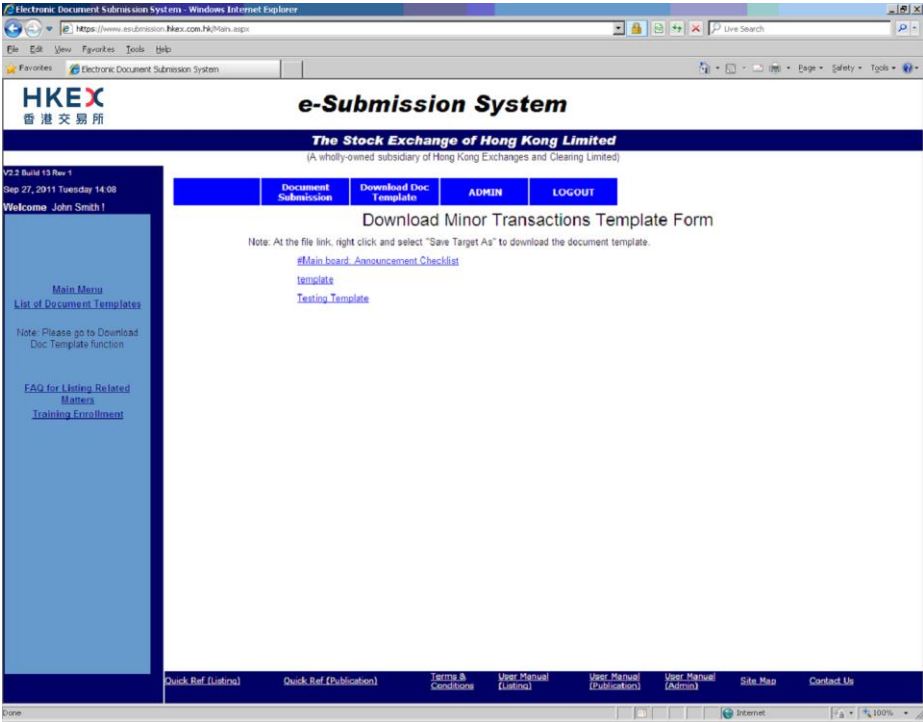 Electronic Document Submission System - Windows Internet Explorer
https://www.esubmission.hkex.com.hk/Main.aspx
Live Search
File Edit View Favorites Tools Help
Favorites Electronic Document Submission System
Page Safety Tools
HKEX
香港交易所
e-Submission System
The Stock Exchange of Hong Kong Limited
(A wholly-owned subsidiary of Hong Kong Exchanges and Clearing Limited)
V2.2 Build 13 Rev 1
Sep 27, 2011 Tuesday 14:08
Welcome John Smith !
Document Submission
Download Doc Template
ADMIN
LOGOUT
Download Minor Transactions Template Form
Note: At the file link, right click and select "Save Target As" to download the document template.
#Main board: Announcement Checklist
template
Testing Template
Main Menu
List of Document Templates
Note: Please go to Download
Doc Template function
FAQ for Listing Related
Matters
Training Enrollment
Quick Ref (Listing)
Quick Ref (Publication)
Terms & Conditions
User Manual (Listing)
User Manual (Publication)
User Manual (Admin)
Site Map
Contact Us
Done
Internet
100%